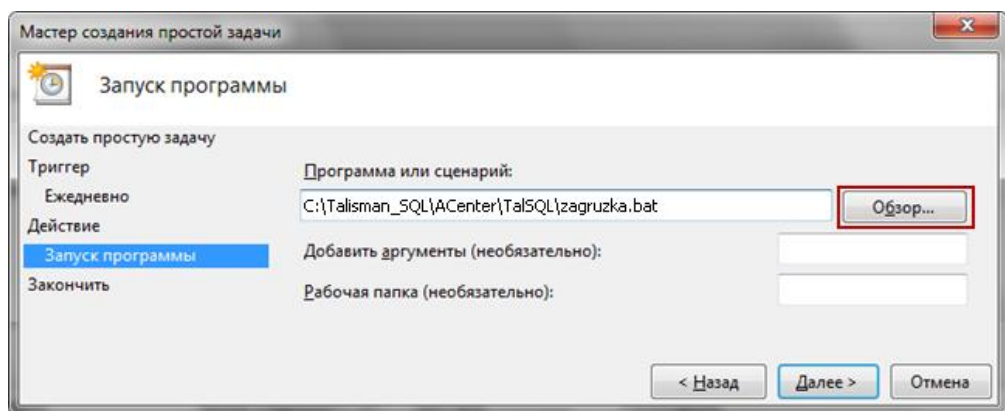 Мастер создания простой задачи
Запуск программы
Создать простую задачу
Триггер
Ежедневно
Действие
Запуск программы
Закончить
Программа или сценарий:
C:\Talisman_SQL\ACenter\TalSQL\zagruzka.bat
Обзор...
Добавить аргументы (необязательно):
Рабочая папка (необязательно):
< Назад
Далее >
Отмена